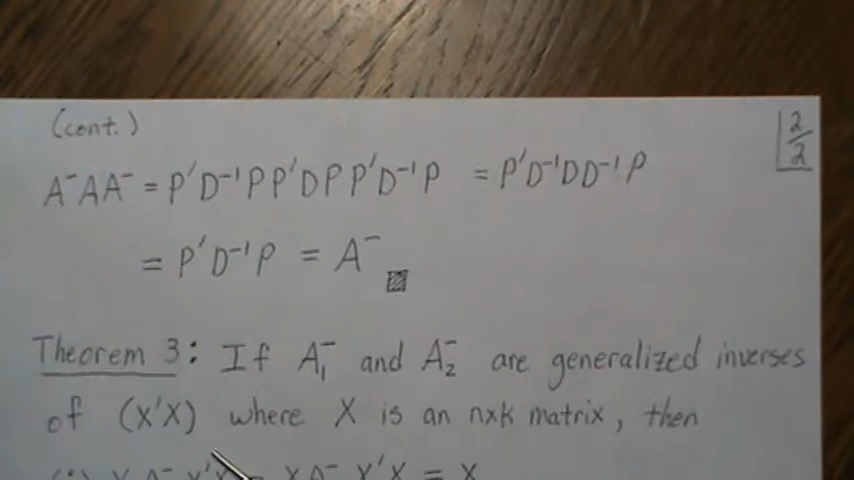 (cont.)
2/2
A⁻AA⁻ = P'D⁻¹PP'DPP'D⁻¹P = P'D⁻¹DD⁻¹P
= P'D⁻¹P = A⁻
Theorem 3: If A₁⁻ and A₂⁻ are generalized inverses
of (X'X) where X is an nxk matrix, then
X'X = X